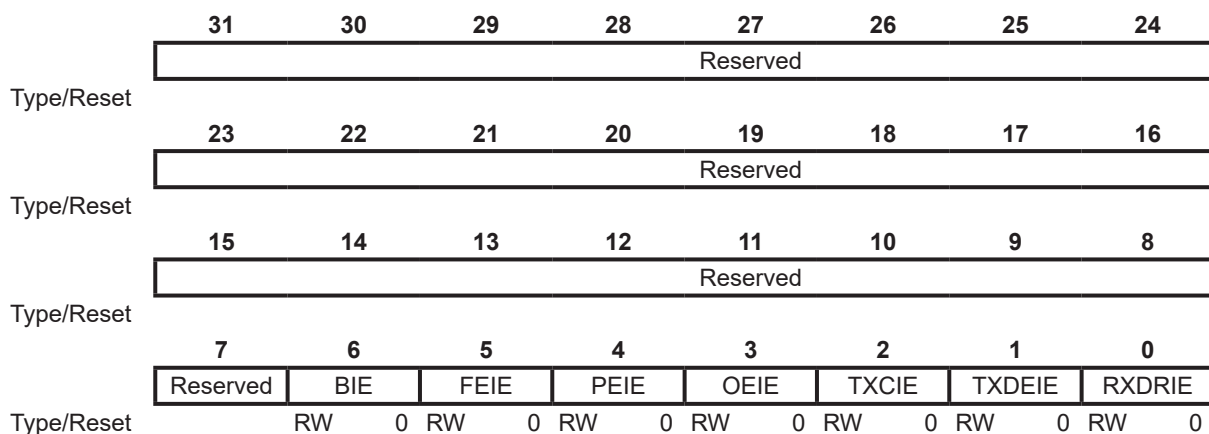 31 30 29 28 27 26 25 24
Reserved
Type/Reset
23 22 21 20 19 18 17 16
Reserved
Type/Reset
15 14 13 12 11 10 9 8
Reserved
Type/Reset
7 6 5 4 3 2 1 0
Reserved BIE FEIE PEIE OEIE TXCIE TXDEIE RXDRIE
Type/Reset RW 0 RW 0 RW 0 RW 0 RW 0 RW 0 RW 0